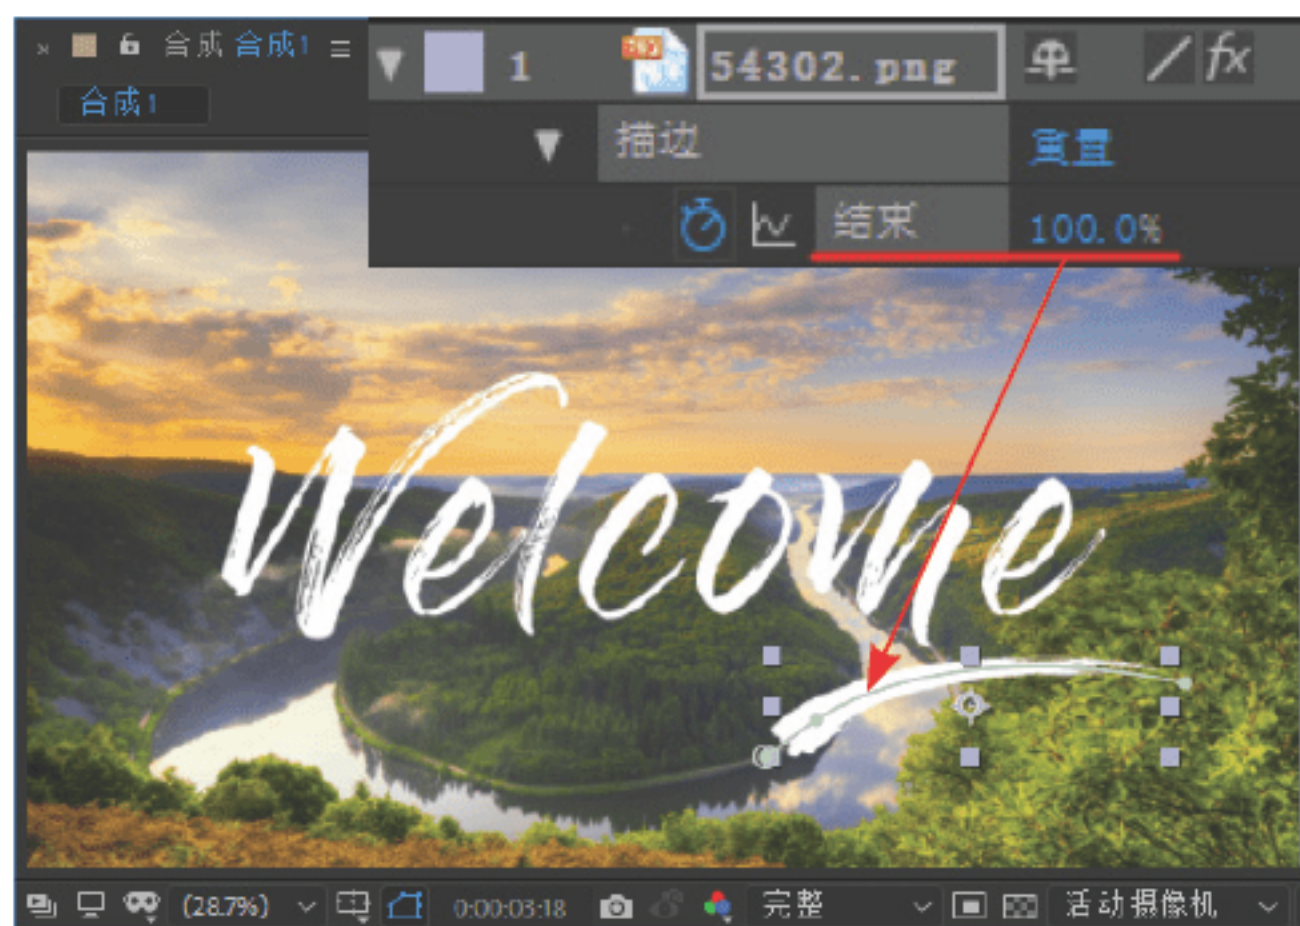 合成 合成1
合成1
1 54302.png fx
描边 重置
结束 100.0%
Welcome
(28.7%) 0:00:03:18 完整 活动摄像机